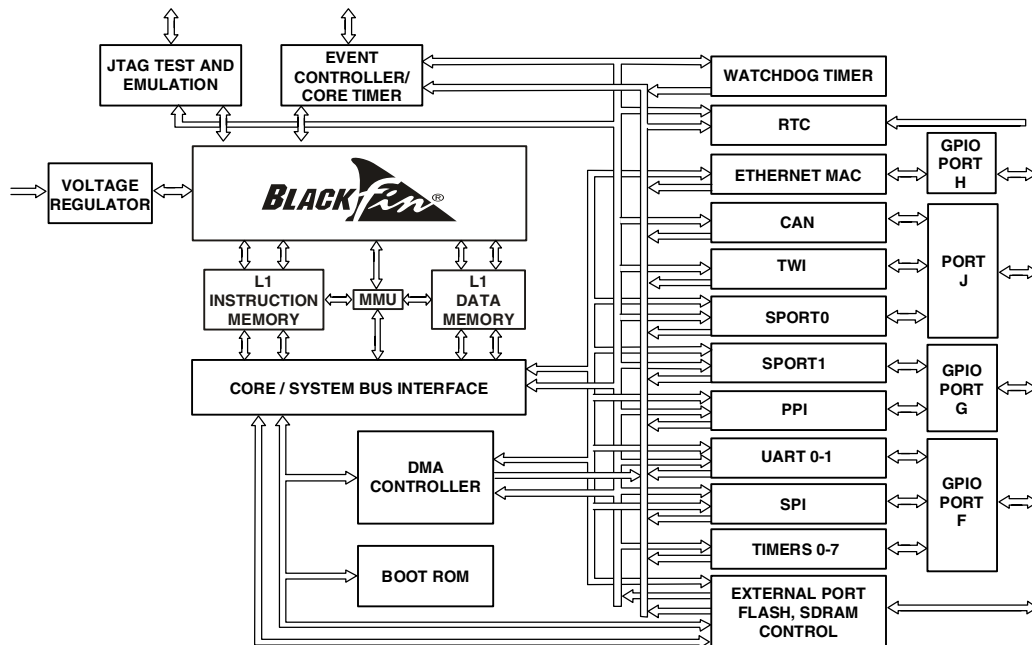 JTAG TEST AND
EMULATION
EVENT
CONTROLLER/
CORE TIMER
WATCHDOG TIMER
RTC
ETHERNET MAC
GPIO
PORT
H
VOLTAGE
REGULATOR
BLACKfin®
CAN
TWI
PORT
J
L1
INSTRUCTION
MEMORY
MMU
L1
DATA
MEMORY
SPORT0
SPORT1
GPIO
PORT
G
CORE / SYSTEM BUS INTERFACE
PPI
UART 0-1
GPIO
PORT
F
DMA
CONTROLLER
SPI
TIMERS 0-7
BOOT ROM
EXTERNAL PORT
FLASH, SDRAM
CONTROL